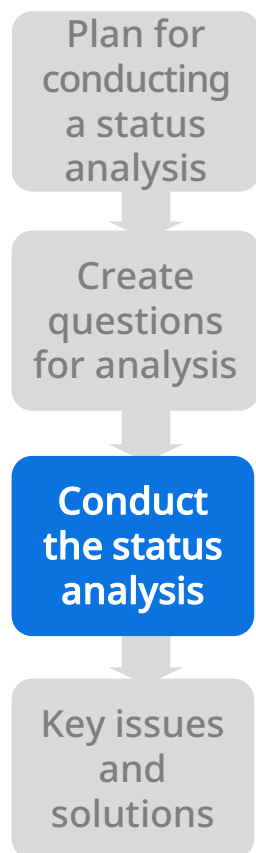 Plan for
conducting
a status
analysis
Create
questions
for analysis
Conduct
the status
analysis
Key issues
and
solutions